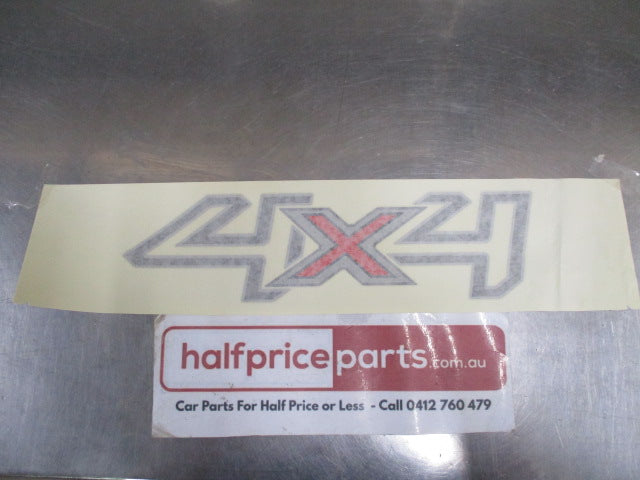 4x4
halfpriceparts.com.au
Car Parts For Half Price or Less - Call 0412 760 479